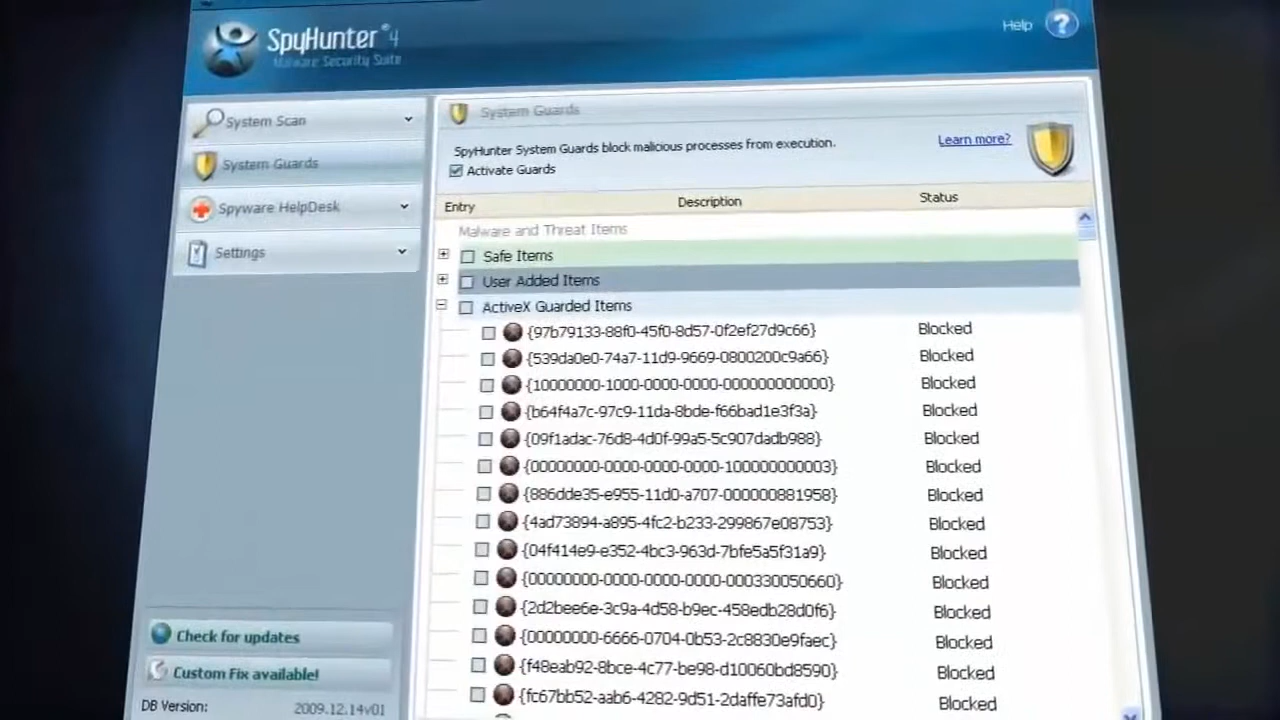 SpyHunter® 4
Malware Security Suite
Help
?
System Scan
System Guards
Spyware HelpDesk
Settings
System Guards
SpyHunter System Guards block malicious processes from execution.
Learn more?
Activate Guards
Entry Description Status
Malware and Threat Items
Safe Items
User Added Items
ActiveX Guarded Items
{97b79133-88f0-45f0-8d57-0f2ef27d9c66} Blocked
{539da0e0-74a7-11d9-9669-0800200c9a66} Blocked
{10000000-1000-0000-0000-000000000000} Blocked
{b64f4a7c-97c9-11da-8bde-f66bad1e3f3a} Blocked
{09f1adac-76d8-4d0f-99a5-5c907dadb988} Blocked
{00000000-0000-0000-0000-100000000003} Blocked
{886dde35-e955-11d0-a707-000000881958} Blocked
{4ad73894-a895-4fc2-b233-299867e08753} Blocked
{04f414e9-e352-4bc3-963d-7bfe5a5f31a9} Blocked
{00000000-0000-0000-0000-000330050660} Blocked
{2d2bee6e-3c9a-4d58-b9ec-458edb28d0f6} Blocked
{00000000-6666-0704-0b53-2c8830e9faec} Blocked
{f48eab92-8bce-4c77-be98-d10060bd8590} Blocked
{fc67bb52-aab6-4282-9d51-2daffe73afd0} Blocked
Check for updates
Custom Fix available!
DB Version: 2009.12.14v01